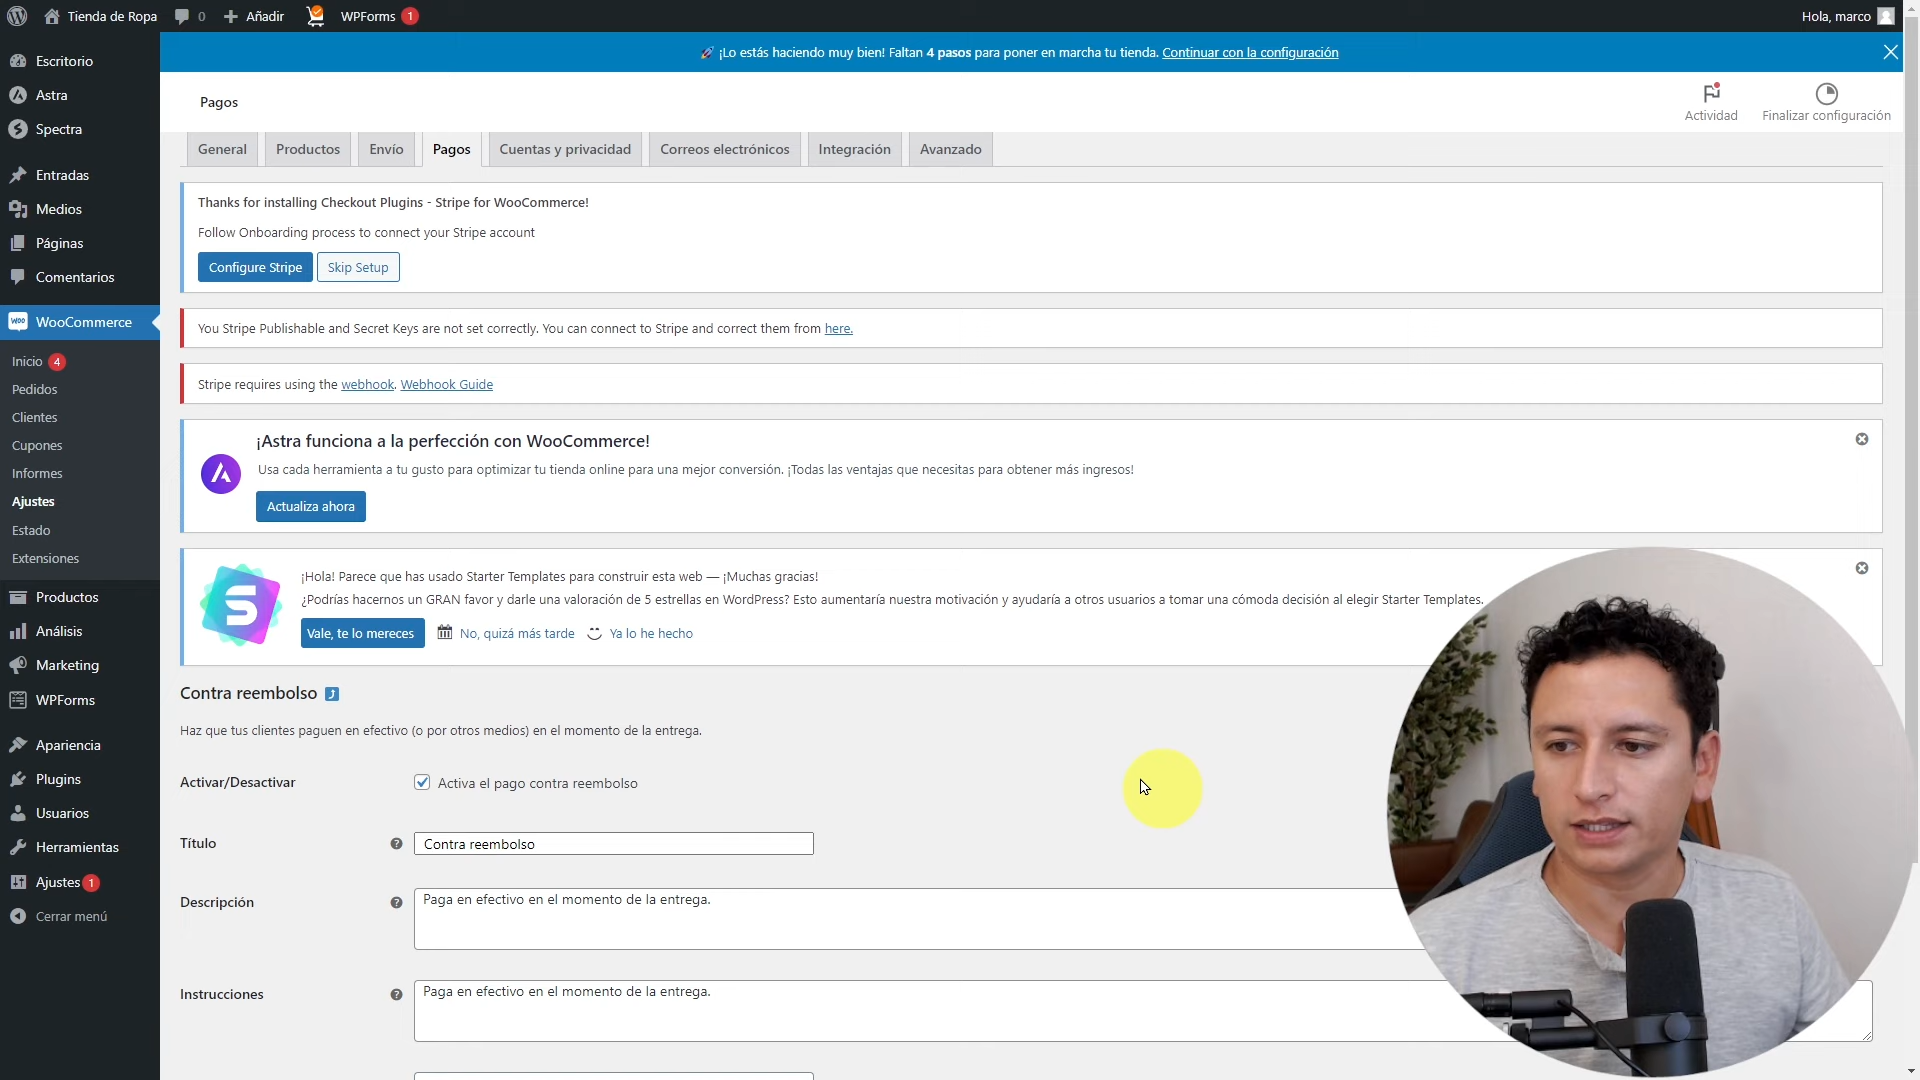 Tienda de Ropa
0
Añadir
WPForms 1
Hola, marco
Escritorio
Astra
Spectra
Entradas
Medios
Páginas
Comentarios
WooCommerce
Inicio 4
Pedidos
Clientes
Cupones
Informes
Ajustes
Estado
Extensiones
Productos
Análisis
Marketing
WPForms
Apariencia
Plugins
Usuarios
Herramientas
Ajustes 1
Cerrar menú
¡Lo estás haciendo muy bien! Faltan 4 pasos para poner en marcha tu tienda. Continuar con la configuración
Pagos
Actividad
Finalizar configuración
General
Productos
Envío
Pagos
Cuentas y privacidad
Correos electrónicos
Integración
Avanzado
Thanks for installing Checkout Plugins - Stripe for WooCommerce!
Follow Onboarding process to connect your Stripe account
Configure Stripe
Skip Setup
You Stripe Publishable and Secret Keys are not set correctly. You can connect to Stripe and correct them from here.
Stripe requires using the webhook. Webhook Guide
¡Astra funciona a la perfección con WooCommerce!
Usa cada herramienta a tu gusto para optimizar tu tienda online para una mejor conversión. ¡Todas las ventajas que necesitas para obtener más ingresos!
Actualiza ahora
¡Hola! Parece que has usado Starter Templates para construir esta web — ¡Muchas gracias!
¿Podrías hacernos un GRAN favor y darle una valoración de 5 estrellas en WordPress? Esto aumentaría nuestra motivación y ayudaría a otros usuarios a tomar una cómoda decisión al elegir Starter Templates.
Vale, te lo mereces
No, quizá más tarde
Ya lo he hecho
Contra reembolso
Haz que tus clientes paguen en efectivo (o por otros medios) en el momento de la entrega.
Activar/Desactivar
Activa el pago contra reembolso
Título
Contra reembolso
Descripción
Paga en efectivo en el momento de la entrega.
Instrucciones
Paga en efectivo en el momento de la entrega.